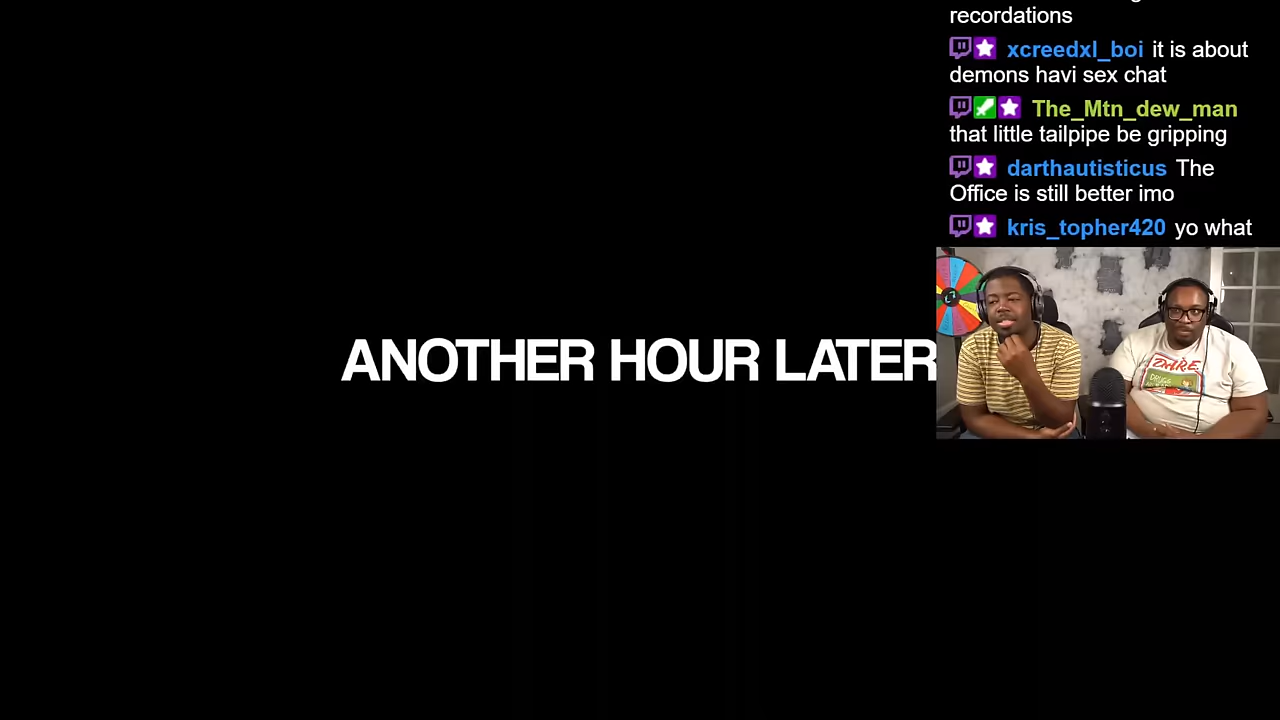 recordations
xcreedxl_boi it is about
demons havi sex chat
The_Mtn_dew_man
that little tailpipe be gripping
darthautisticus The
Office is still better imo
kris_topher420 yo what
ANOTHER HOUR LATER
D.A.R.E.